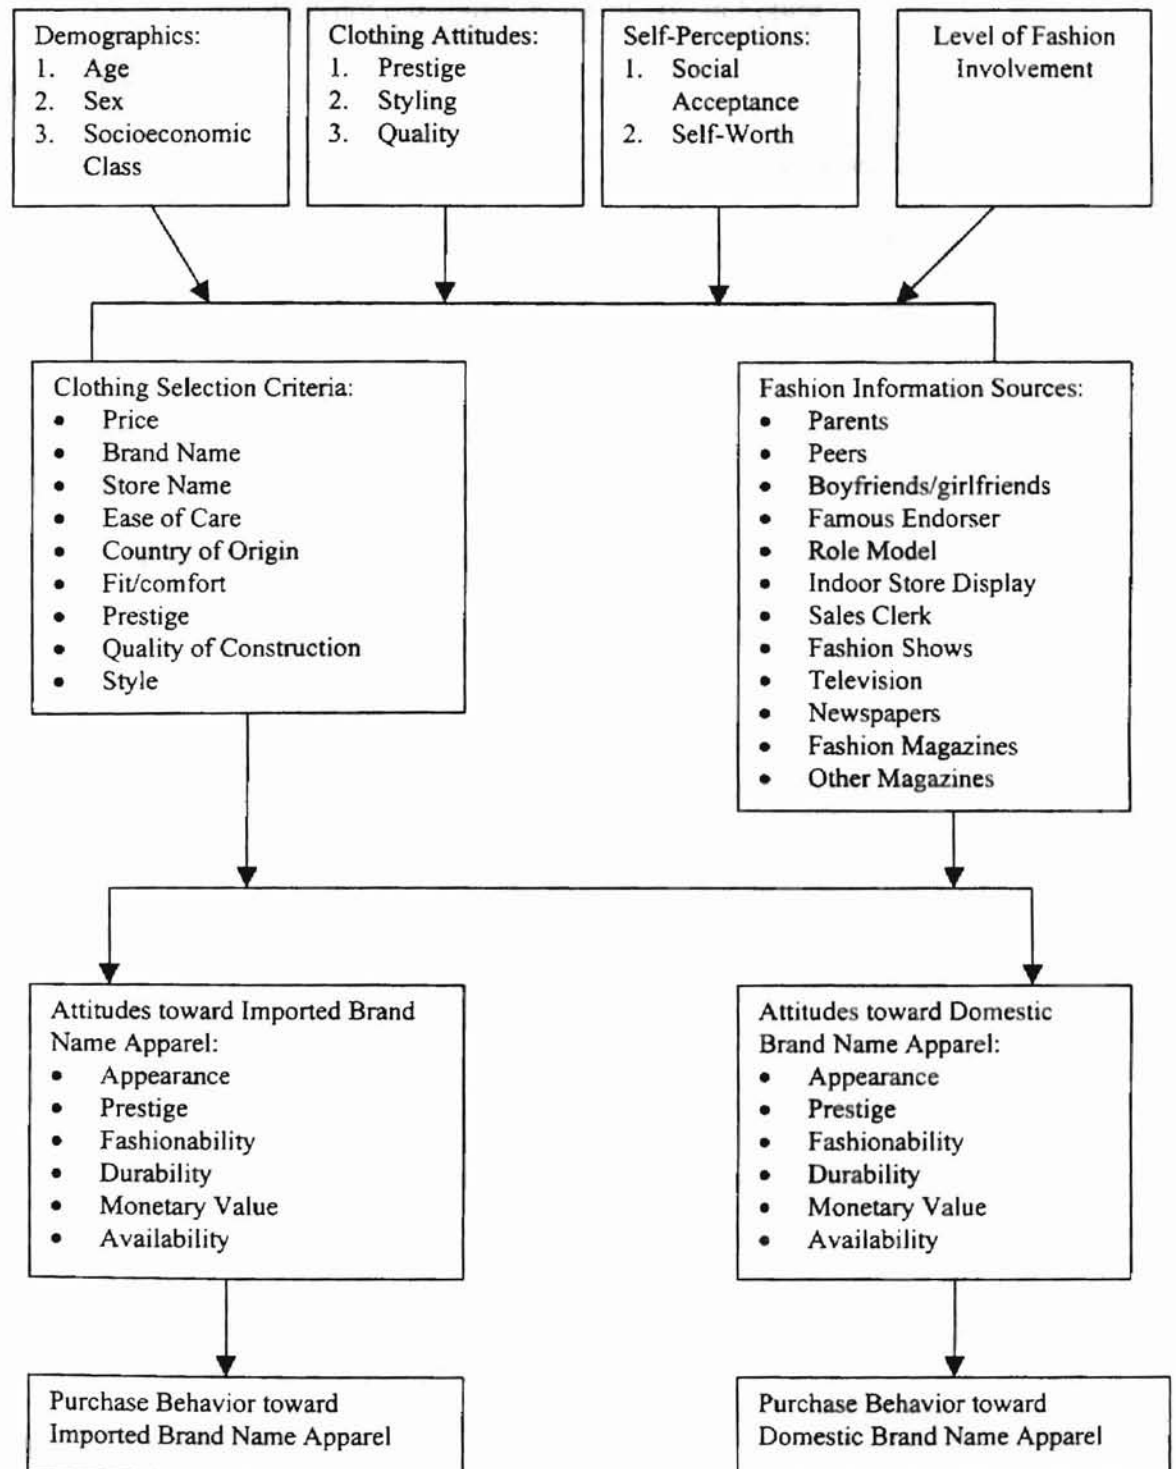 Demographics:
1. Age
2. Sex
3. Socioeconomic
Class
Clothing Attitudes:
1. Prestige
2. Styling
3. Quality
Self-Perceptions:
1. Social
Acceptance
2. Self-Worth
Level of Fashion
Involvement
Clothing Selection Criteria:
• Price
• Brand Name
• Store Name
• Ease of Care
• Country of Origin
• Fit/comfort
• Prestige
• Quality of Construction
• Style
Fashion Information Sources:
• Parents
• Peers
• Boyfriends/girlfriends
• Famous Endorser
• Role Model
• Indoor Store Display
• Sales Clerk
• Fashion Shows
• Television
• Newspapers
• Fashion Magazines
• Other Magazines
Attitudes toward Imported Brand
Name Apparel:
• Appearance
• Prestige
• Fashionability
• Durability
• Monetary Value
• Availability
Attitudes toward Domestic
Brand Name Apparel:
• Appearance
• Prestige
• Fashionability
• Durability
• Monetary Value
• Availability
Purchase Behavior toward
Imported Brand Name Apparel
Purchase Behavior toward
Domestic Brand Name Apparel